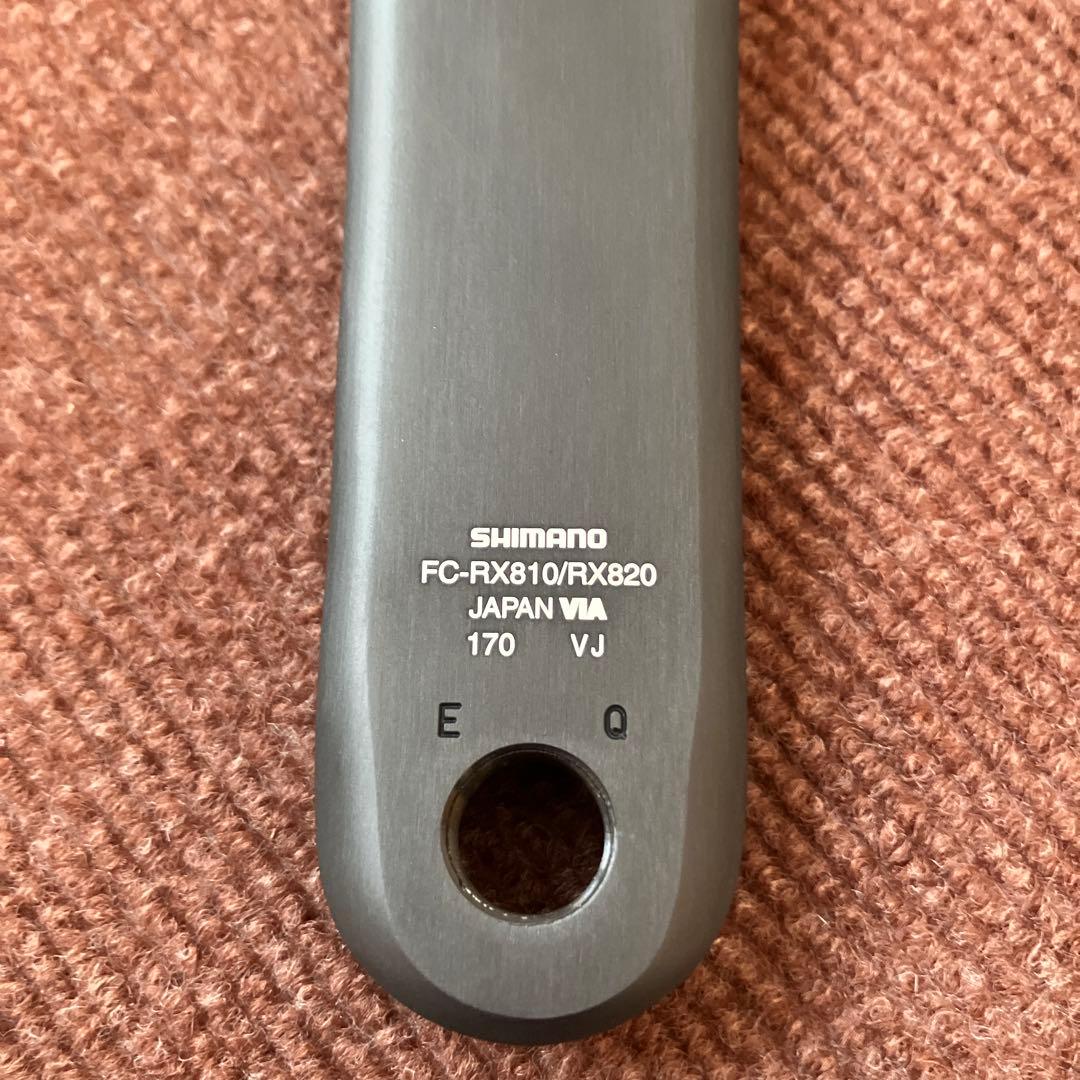 SHIMANO
FC-RX810/RX820
JAPAN VIA
170 VJ
E Q